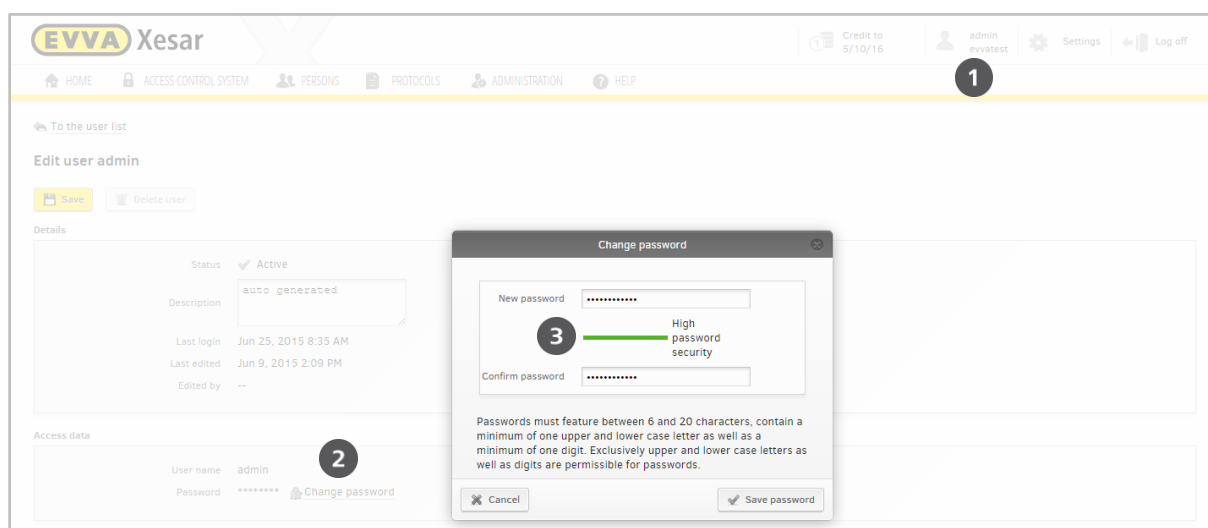 EVVA Xesar
Credit to
5/10/16
admin
evvatest
Settings
Log off
1
HOME
ACCESS CONTROL SYSTEM
PERSONS
PROTOCOLS
ADMINISTRATION
HELP
To the user list
Edit user admin
Save
Delete user
Details
Status Active
Description auto generated
Last login Jun 25, 2015 8:35 AM
Last edited Jun 9, 2015 2:09 PM
Edited by --
Access data
2
User name admin
Password ******** Change password
Change password
New password ••••••••••••
3
High
password
security
Confirm password ••••••••••••
Passwords must feature between 6 and 20 characters, contain a
minimum of one upper and lower case letter as well as a
minimum of one digit. Exclusively upper and lower case letters as
well as digits are permissible for passwords.
Cancel
Save password